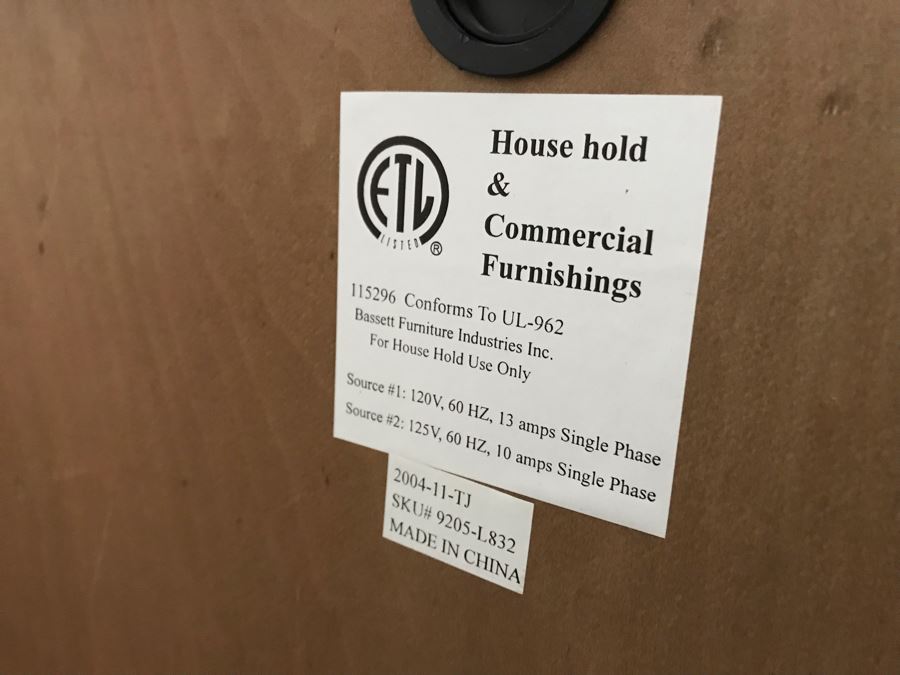 ETL
LISTED
®
House hold
&
Commercial
Furnishings
115296 Conforms To UL-962
Bassett Furniture Industries Inc.
For House Hold Use Only
Source #1: 120V, 60 HZ, 13 amps Single Phase
Source #2: 125V, 60 HZ, 10 amps Single Phase
2004-11-TJ
SKU# 9205-L832
MADE IN CHINA